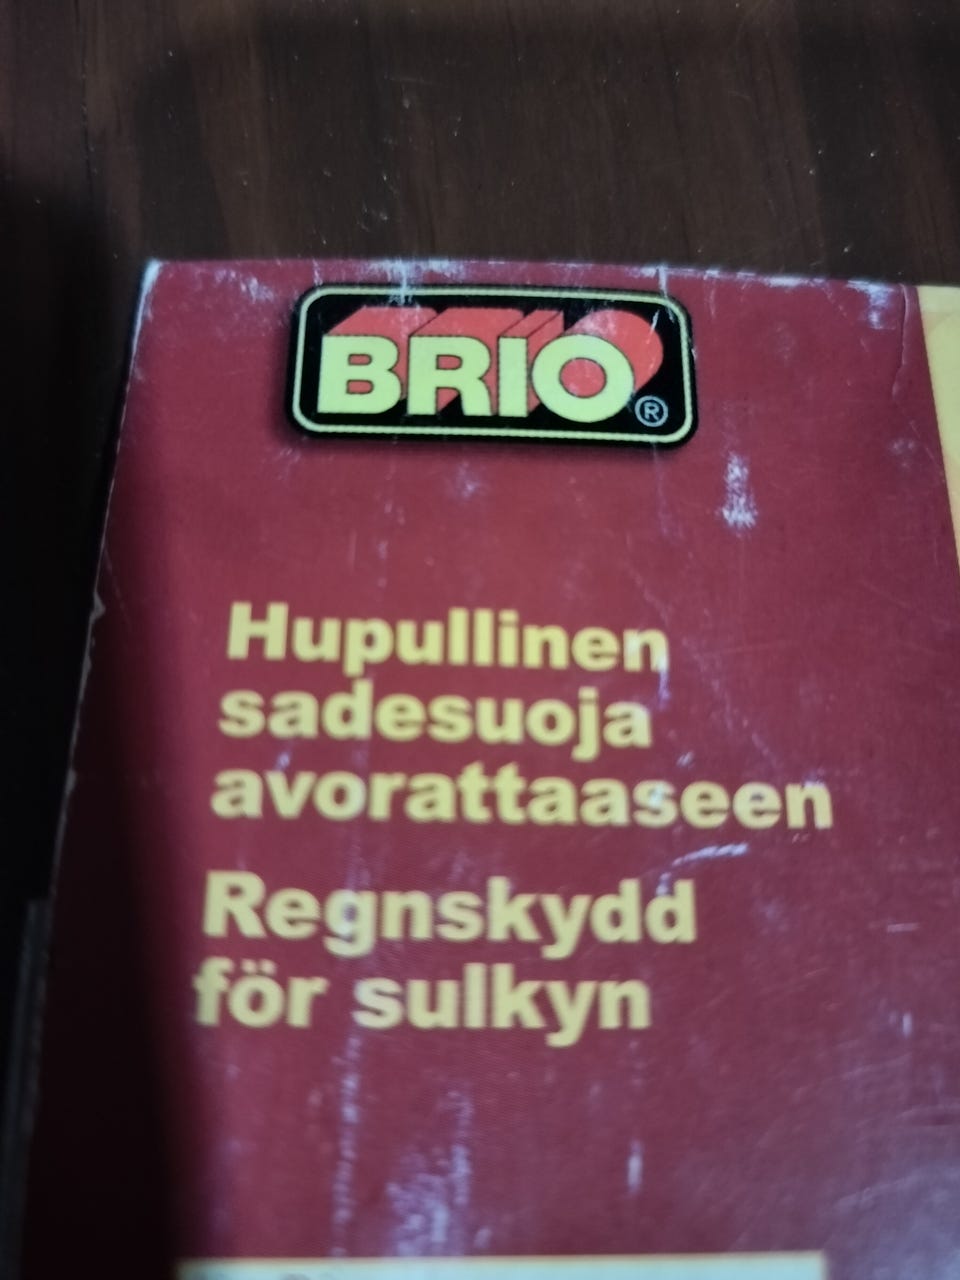 BRIO®
Hupullinen
sadesuoja
avorattaaseen
Regnskydd
för sulkyn